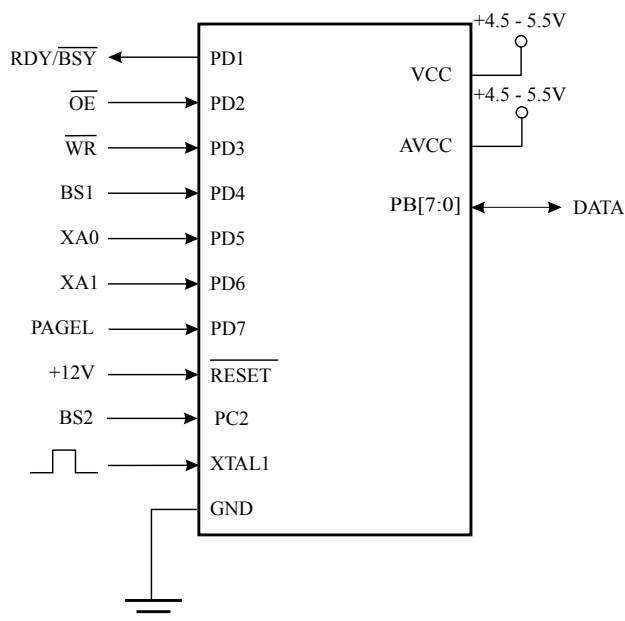 +4.5 - 5.5V
RDY/BSY PD1
VCC
OE PD2
+4.5 - 5.5V
WR PD3 AVCC
BS1 PD4
PB[7:0] DATA
XA0 PD5
XA1 PD6
PAGEL PD7
+12V RESET
BS2 PC2
XTAL1
GND